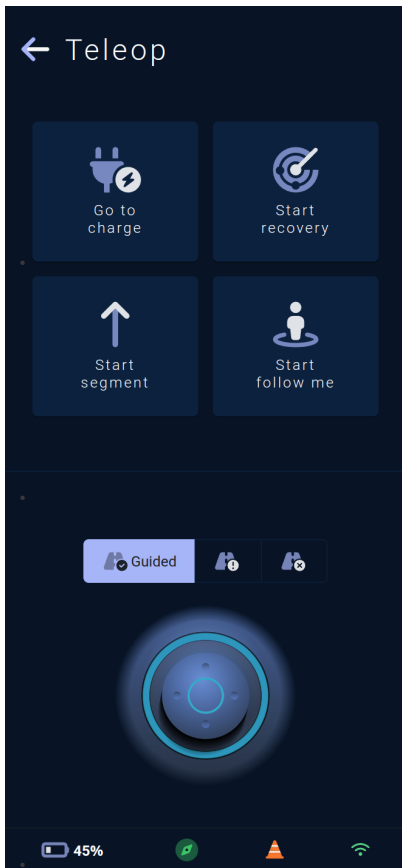 Teleop
Go to
charge
Start
recovery
Start
segment
Start
follow me
Guided
45%